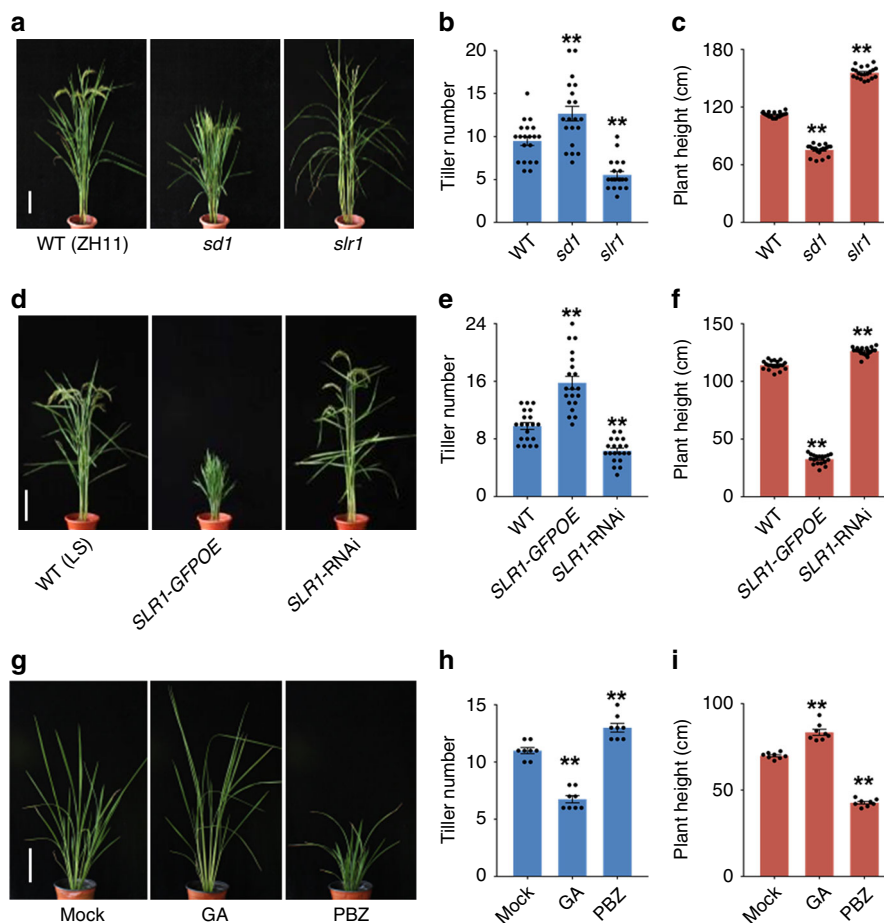 a
WT (ZH11) sd1 slr1
b
Tiller number
20
15
10
5
0
**
**
WT sd1 slr1
c
Plant height (cm)
180
120
60
0
**
**
WT sd1 slr1
d
WT (LS) SLR1-GFPOE SLR1-RNAi
e
Tiller number
24
16
8
0
**
**
WT SLR1-GFPOE SLR1-RNAi
f
Plant height (cm)
150
100
50
0
**
**
WT SLR1-GFPOE SLR1-RNAi
g
Mock GA PBZ
h
Tiller number
15
10
5
0
**
**
Mock GA PBZ
i
Plant height (cm)
100
50
0
**
**
Mock GA PBZ